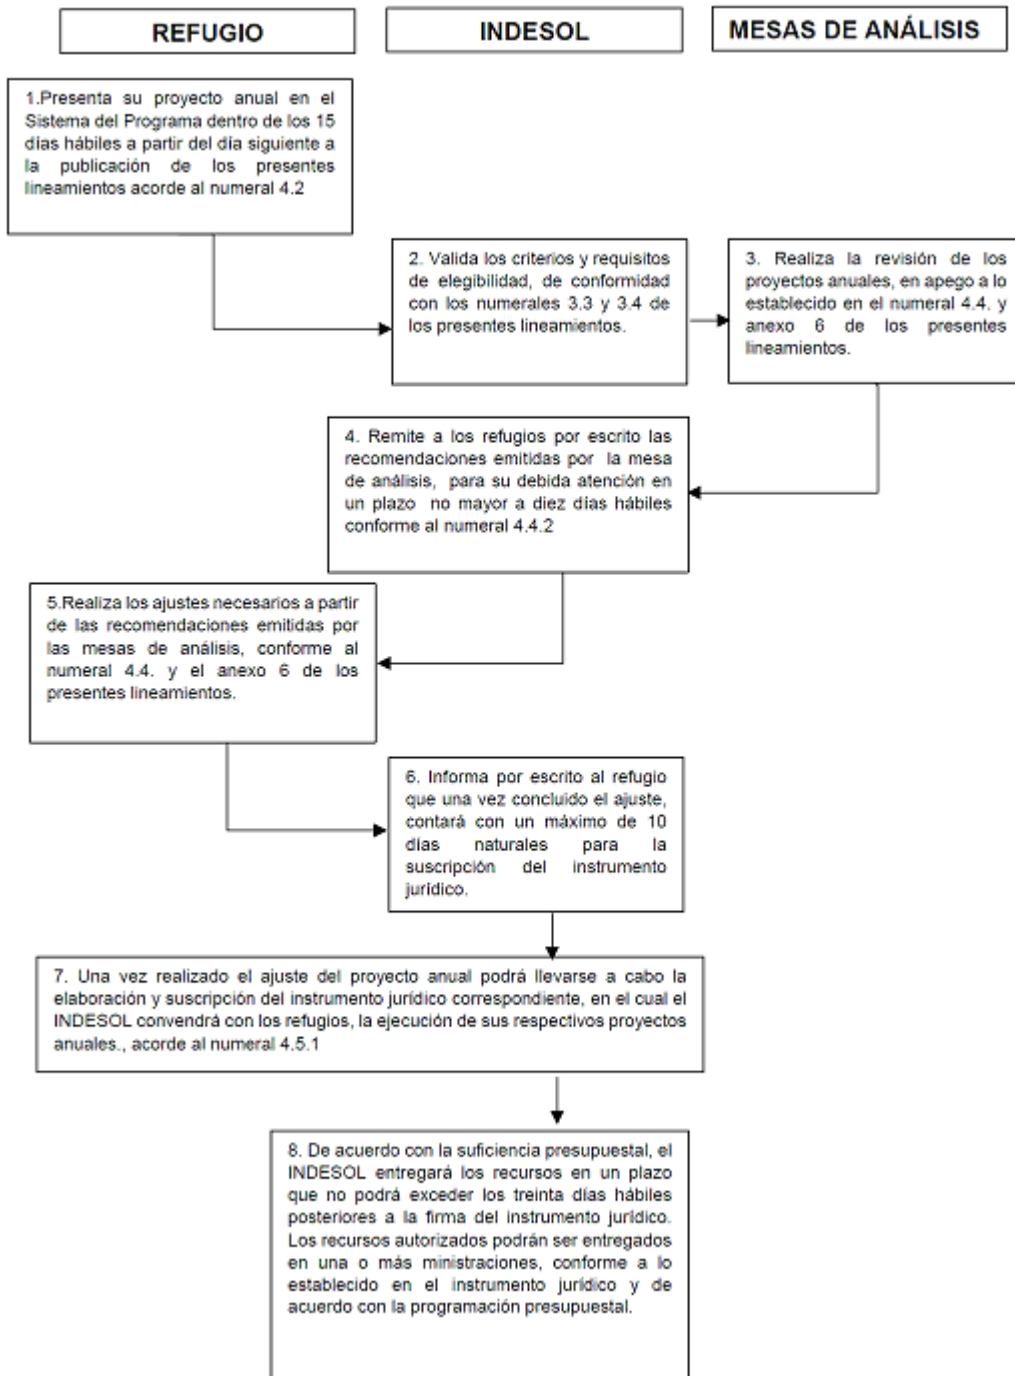 REFUGIO
INDESOL
MESAS DE ANÁLISIS
1.Presenta su proyecto anual en el
Sistema del Programa dentro de los 15
días hábiles a partir del día siguiente a
la publicación de los presentes
lineamientos acorde al numeral 4.2
2. Valida los criterios y requisitos
de elegibilidad, de conformidad
con los numerales 3.3 y 3.4 de
los presentes lineamientos.
3. Realiza la revisión de los
proyectos anuales, en apego a lo
establecido en el numeral 4.4. y
anexo 6 de los presentes
lineamientos.
4. Remite a los refugios por escrito las
recomendaciones emitidas por la mesa
de análisis, para su debida atención en
un plazo no mayor a diez días hábiles
conforme al numeral 4.4.2
5.Realiza los ajustes necesarios a partir
de las recomendaciones emitidas por
las mesas de análisis, conforme al
numeral 4.4. y el anexo 6 de los
presentes lineamientos.
6. Informa por escrito al refugio
que una vez concluido el ajuste,
contará con un máximo de 10
días naturales para la
suscripción del instrumento
jurídico.
7. Una vez realizado el ajuste del proyecto anual podrá llevarse a cabo la
elaboración y suscripción del instrumento jurídico correspondiente, en el cual el
INDESOL convendrá con los refugios, la ejecución de sus respectivos proyectos
anuales., acorde al numeral 4.5.1
8. De acuerdo con la suficiencia presupuestal, el
INDESOL entregará los recursos en un plazo
que no podrá exceder los treinta días hábiles
posteriores a la firma del instrumento jurídico.
Los recursos autorizados podrán ser entregados
en una o más ministraciones, conforme a lo
establecido en el instrumento jurídico y de
acuerdo con la programación presupuestal.